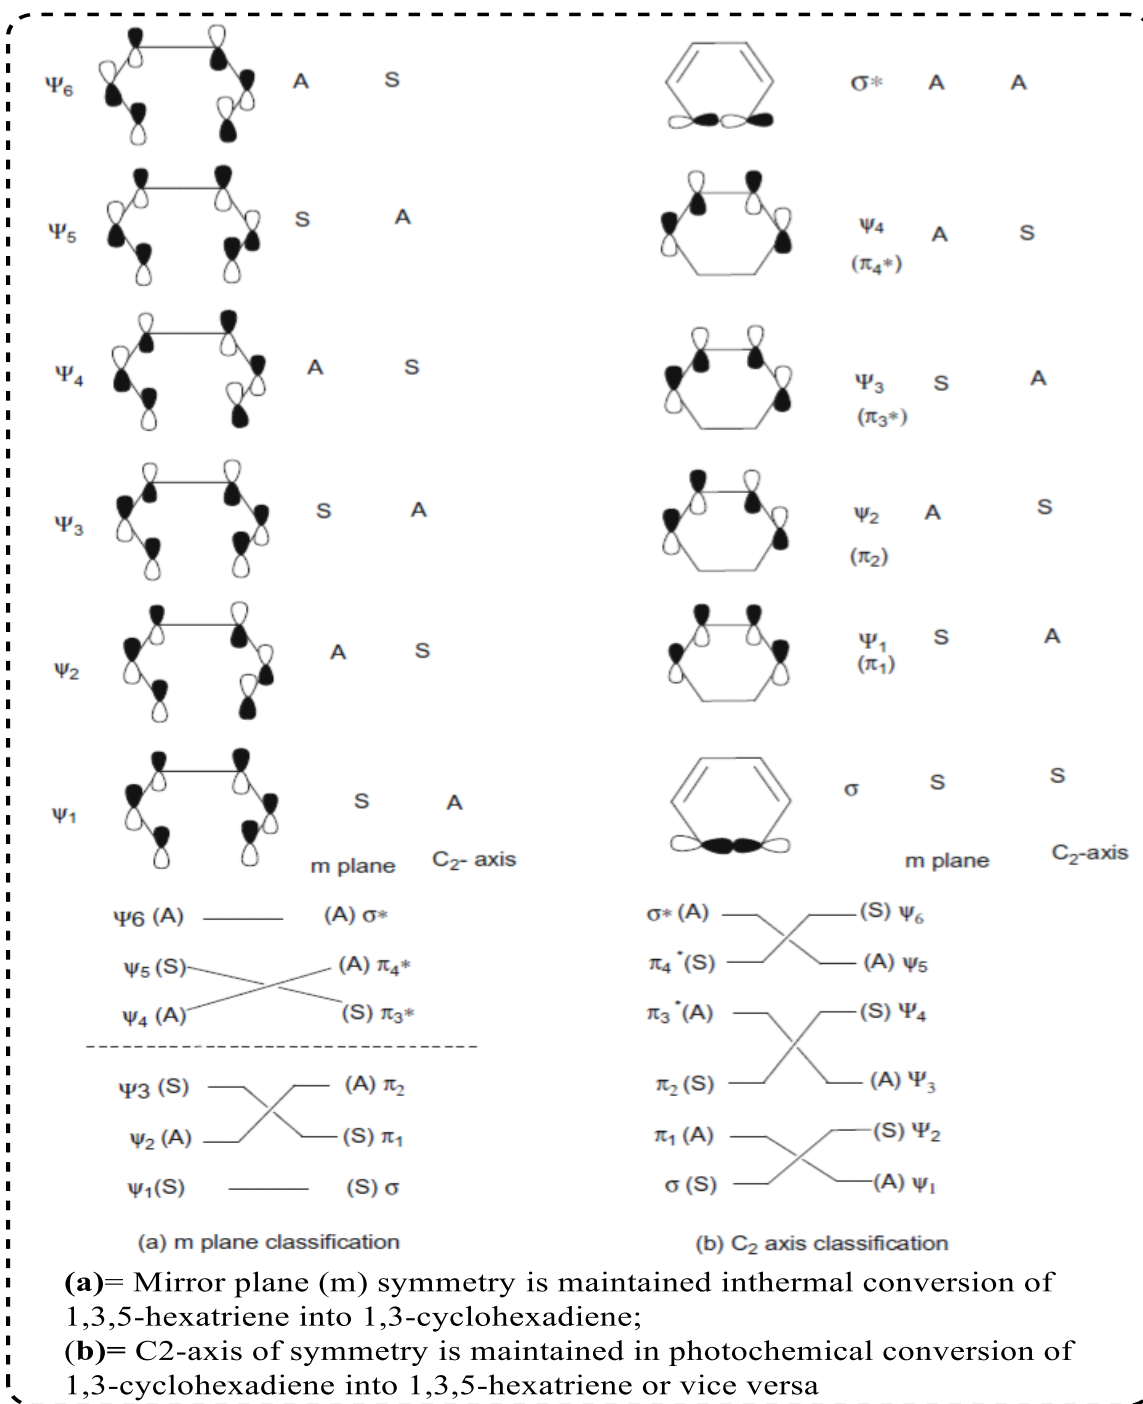 Ψ6 A S σ* A A
Ψ5 S A ψ4 A S
(π4*)
Ψ4 A S Ψ3 S A
(π3*)
Ψ3 S A ψ2 A S
(π2)
ψ2 A S Ψ1 S A
(π1)
ψ1 S A σ S S
m plane C2- axis m plane C2-axis
Ψ6 (A) (A) σ* σ* (A) (S) ψ6
ψ5 (S) (A) π4* π4*(S) (A) ψ5
ψ4 (A) (S) π3* π3*(A) (S) Ψ4
Ψ3 (S) (A) π2 π2 (S) (A) Ψ3
ψ2 (A) (S) π1 π1 (A) (S) Ψ2
ψ1(S) (S) σ σ (S) (A) ψ1
(a) m plane classification (b) C2 axis classification
(a)= Mirror plane (m) symmetry is maintained inthermal conversion of
1,3,5-hexatriene into 1,3-cyclohexadiene;
(b)= C2-axis of symmetry is maintained in photochemical conversion of
1,3-cyclohexadiene into 1,3,5-hexatriene or vice versa